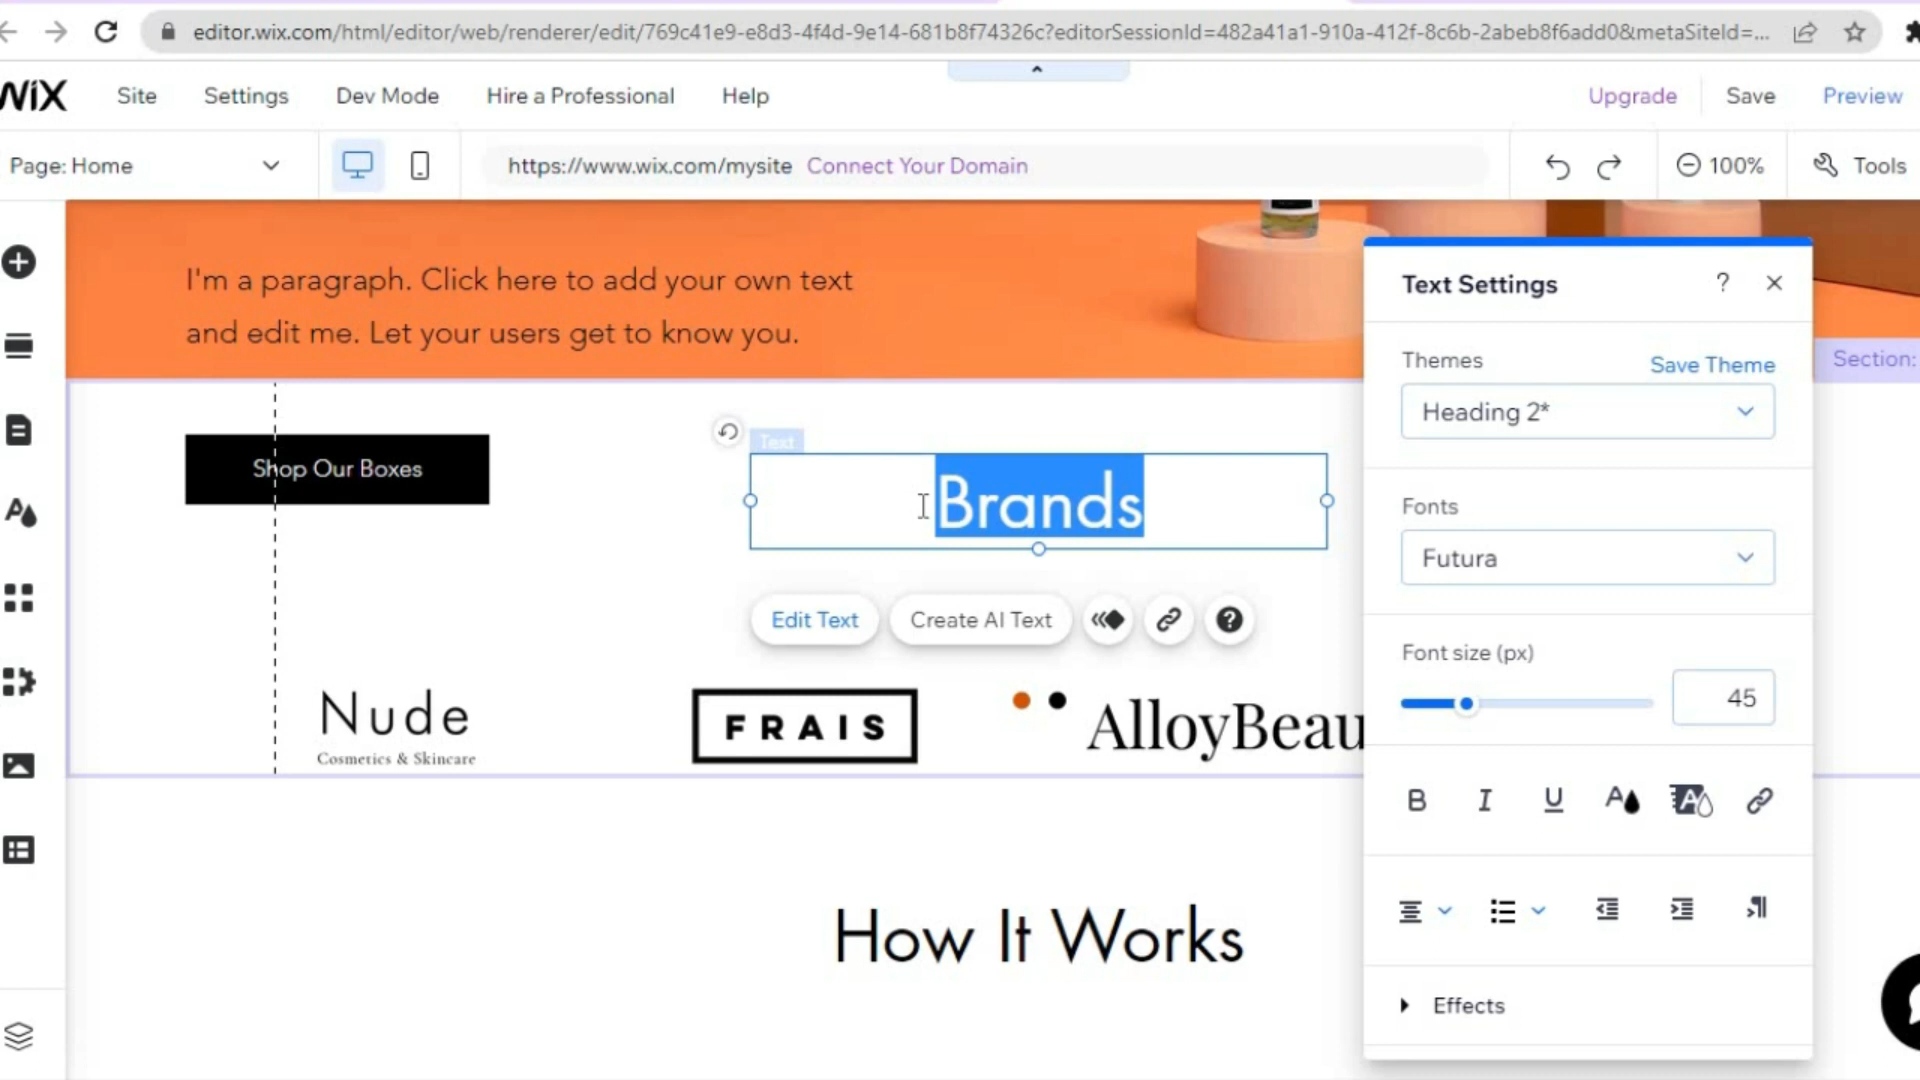 editor.wix.com/html/editor/web/renderer/edit/769c41e9-e8d3-4f4d-9e14-681b8f74326c?editorSessionId=482a41a1-910a-412f-8c6b-2abeb8f6add0&metaSiteId=...
WiX Site Settings Dev Mode Hire a Professional Help Upgrade Save Preview
Page: Home https://www.wix.com/mysite Connect Your Domain 100% Tools
I'm a paragraph. Click here to add your own text
and edit me. Let your users get to know you.
Section:
Shop Our Boxes
Text
Brands
Edit Text Create AI Text
Nude
Cosmetics & Skincare
FRAIS
AlloyBeau
How It Works
Text Settings ?
Themes Save Theme
Heading 2*
Fonts
Futura
Font size (px)
45
B I U A A
Effects